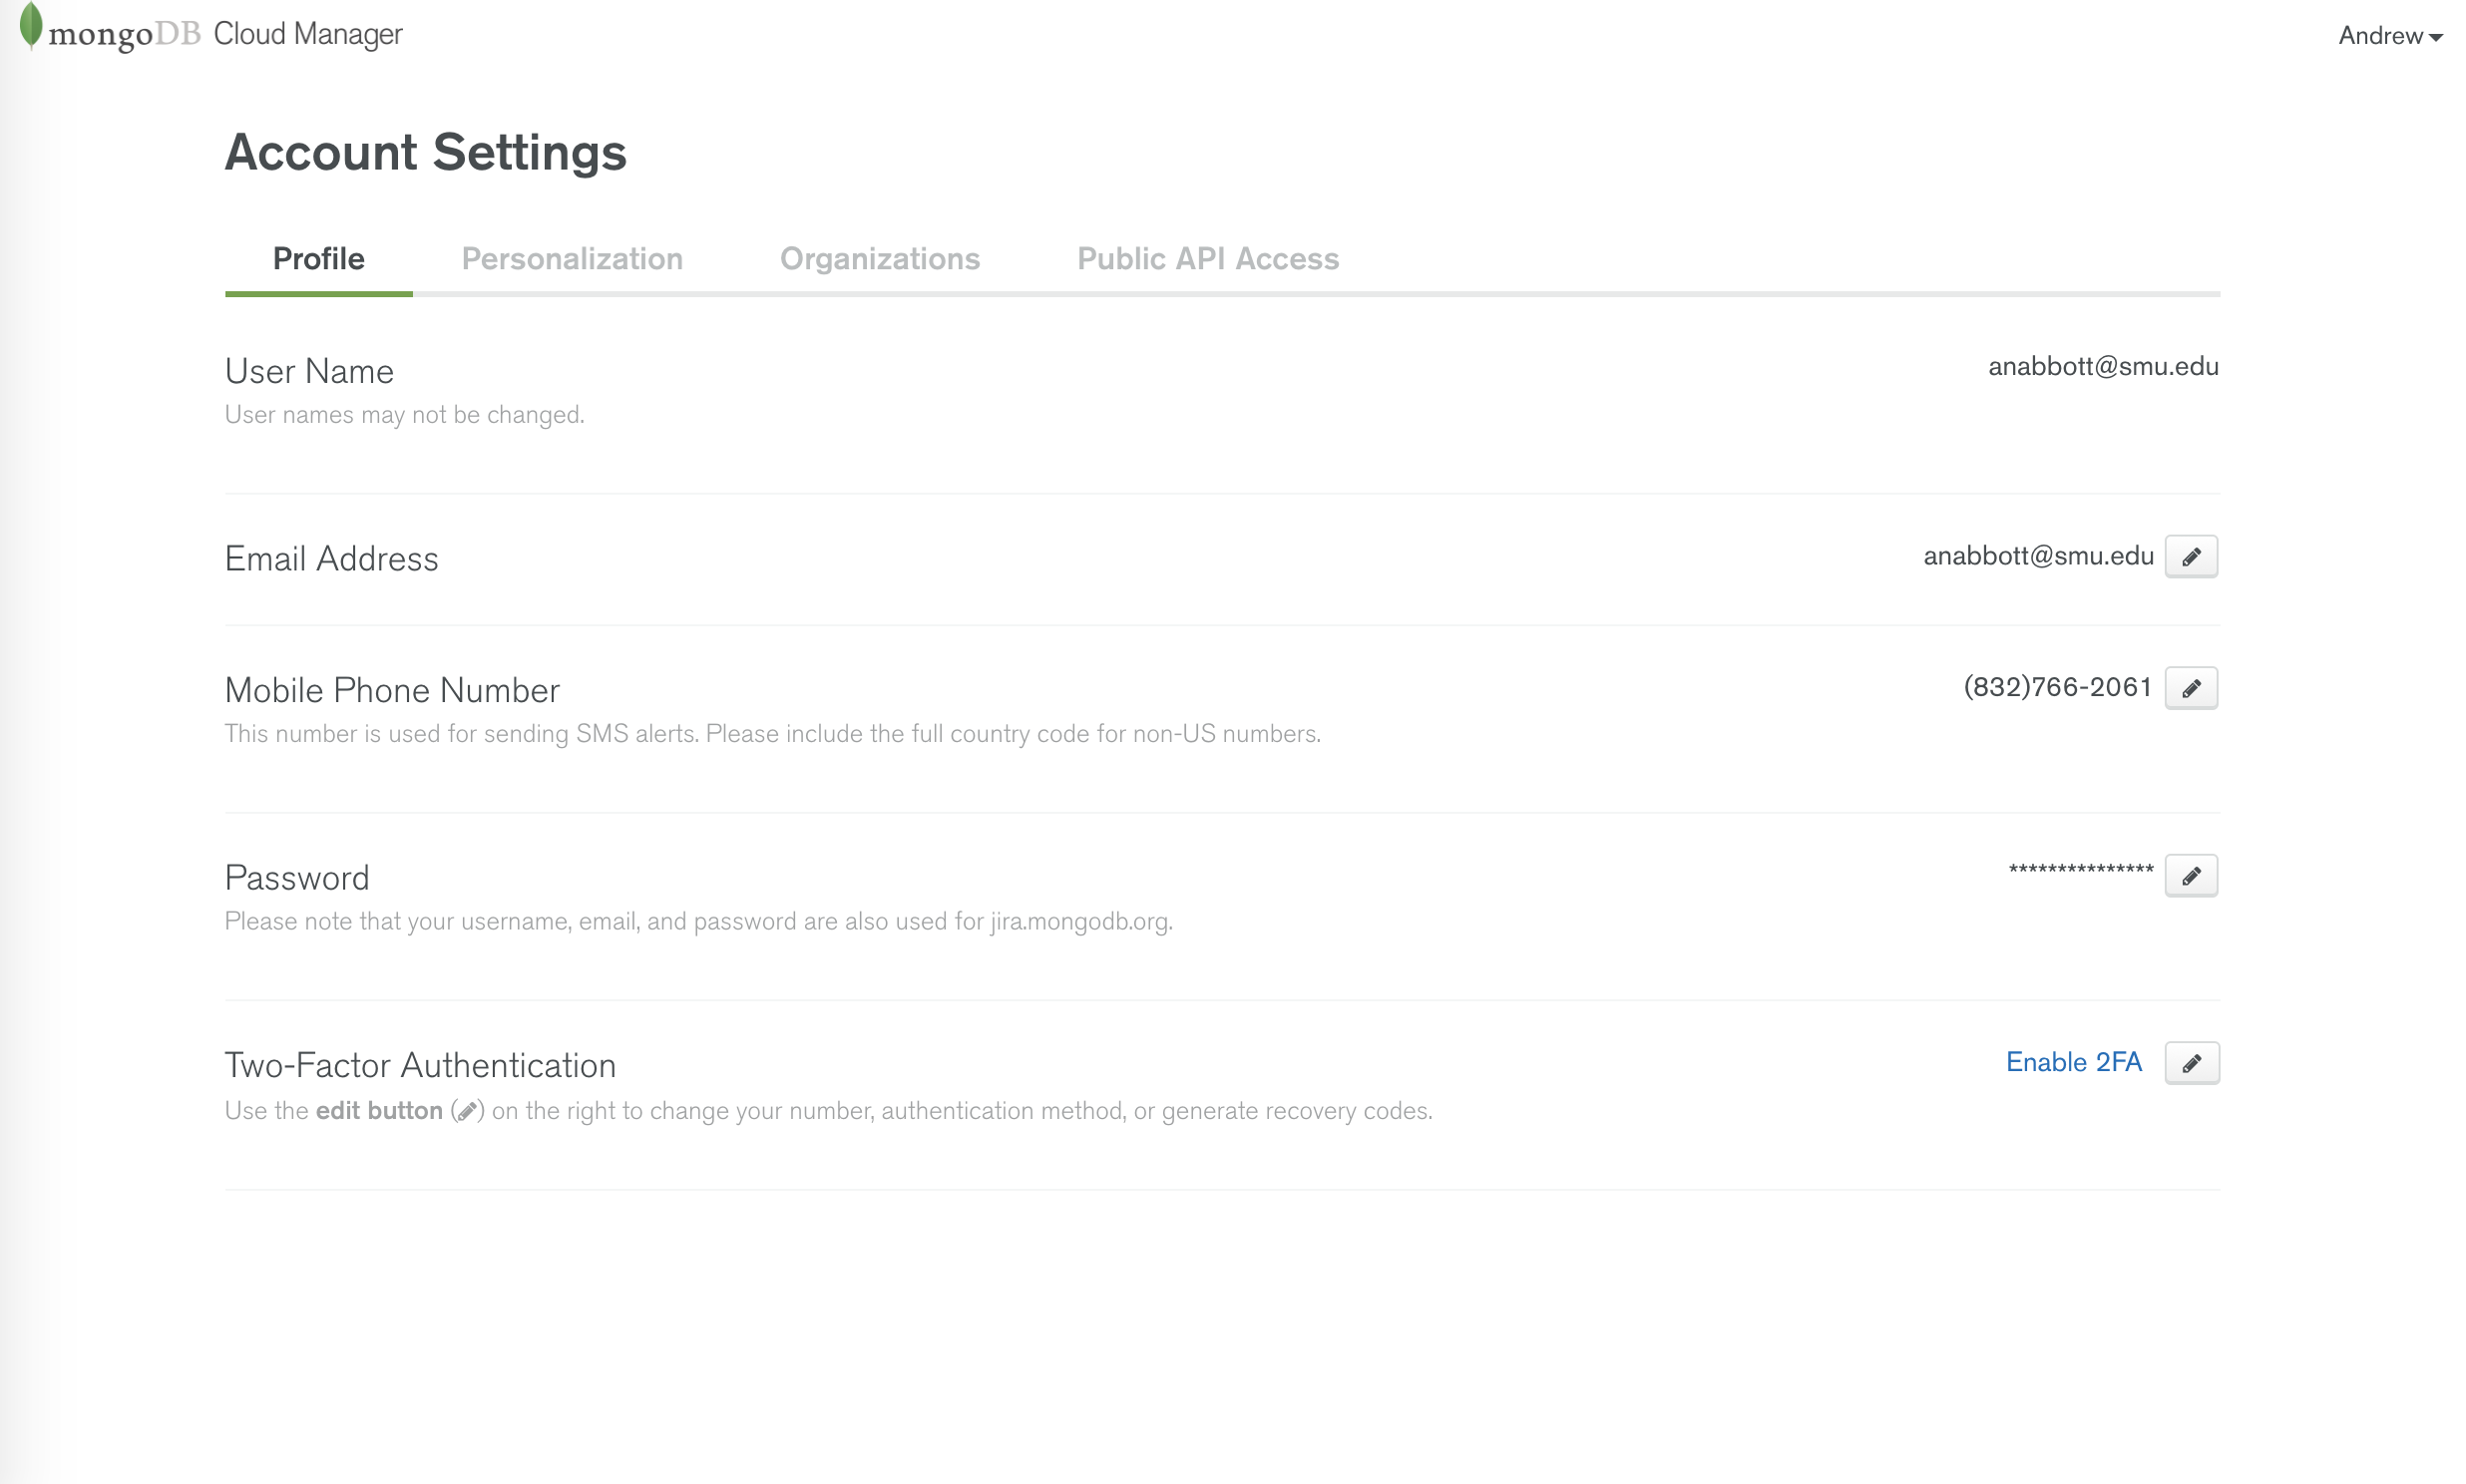 mongoDB Cloud Manager
Andrew
Account Settings
Profile Personalization Organizations Public API Access
User Name anabbott@smu.edu
User names may not be changed.
Email Address anabbott@smu.edu
Mobile Phone Number (832)766-2061
This number is used for sending SMS alerts. Please include the full country code for non-US numbers.
Password ***************
Please note that your username, email, and password are also used for jira.mongodb.org.
Two-Factor Authentication Enable 2FA
Use the edit button () on the right to change your number, authentication method, or generate recovery codes.